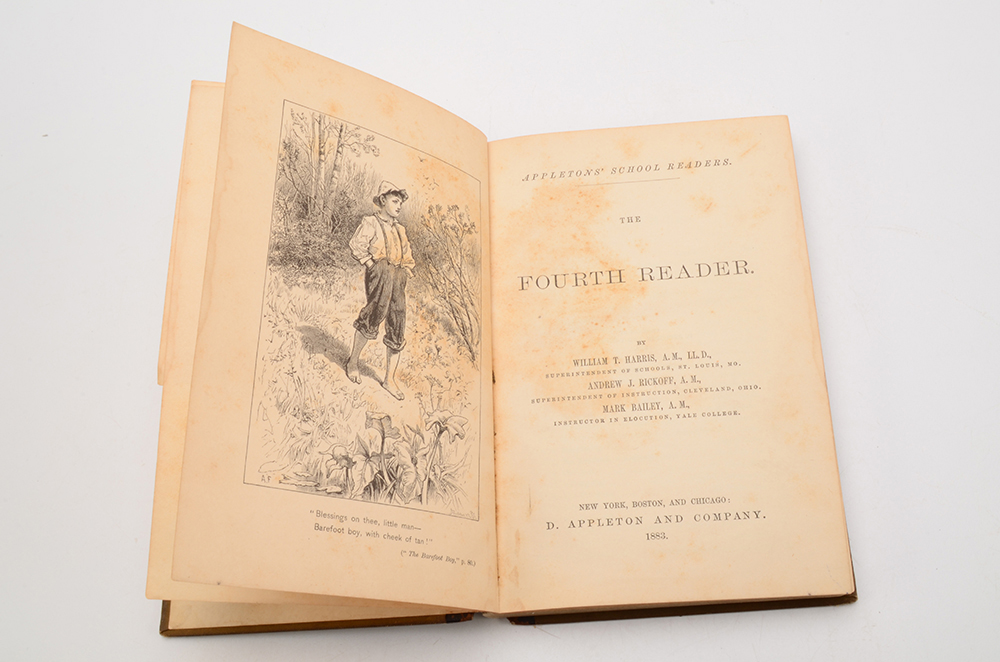 A F
"Blessings on thee, little man—
Barefoot boy, with cheek of tan!"
("The Barefoot Boy," p. 40.)
APPLETONS' SCHOOL READERS.
THE
FOURTH READER.
BY
WILLIAM T. HARRIS, A. M., LL. D.,
SUPERINTENDENT OF SCHOOLS, ST. LOUIS, MO.
ANDREW J. RICKOFF, A. M.,
SUPERINTENDENT OF INSTRUCTION, CLEVELAND, OHIO.
MARK BAILEY, A. M.,
INSTRUCTOR IN ELOCUTION, YALE COLLEGE.
NEW YORK, BOSTON, AND CHICAGO:
D. APPLETON AND COMPANY.
1883.